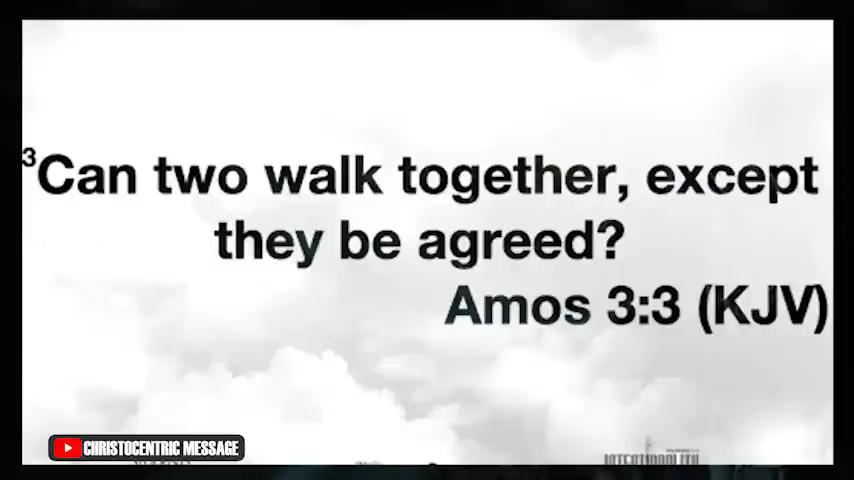 ³Can two walk together, except
they be agreed?
Amos 3:3 (KJV)
CHRISTOCENTRIC MESSAGE